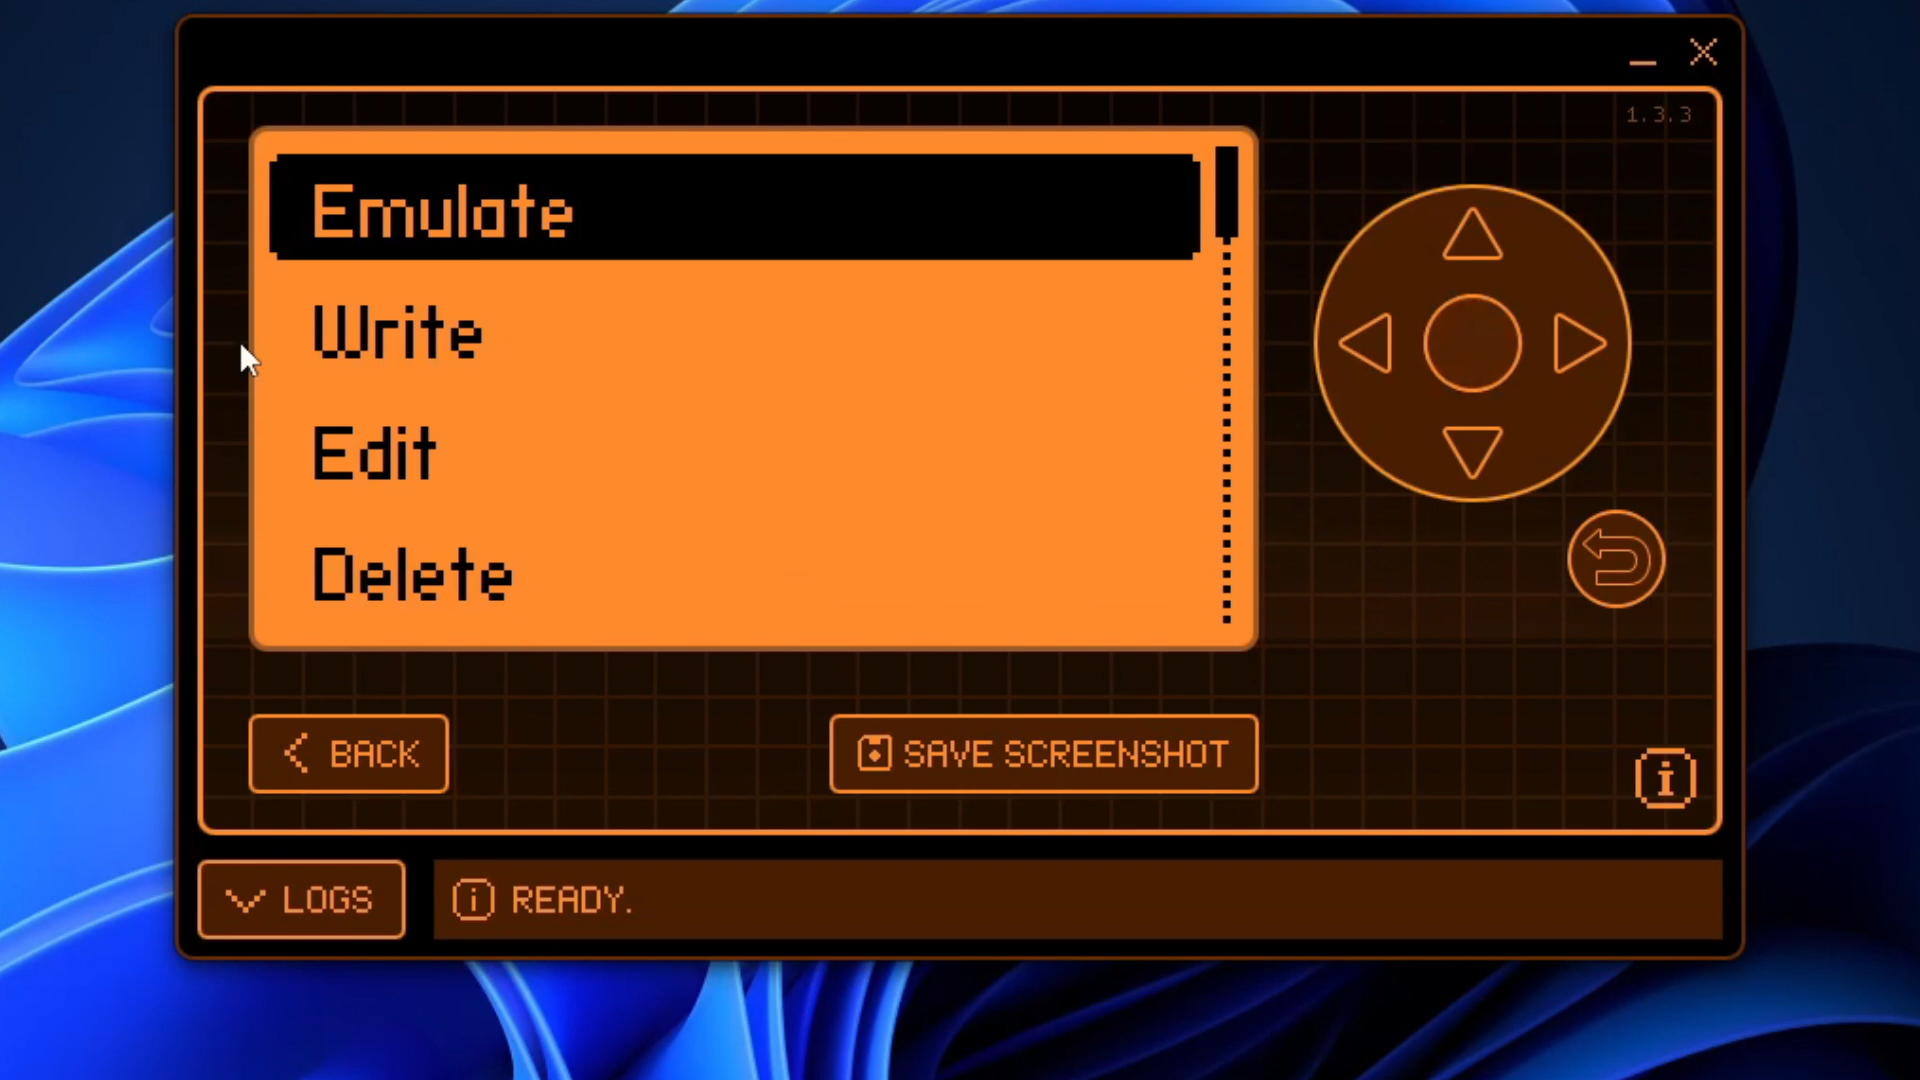 1.3.3
Emulate
Write
Edit
Delete
BACK
SAVE SCREENSHOT
LOGS
READY.